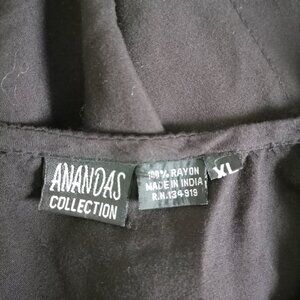 ANANDAS
COLLECTION
100% RAYON
MADE IN INDIA
R.N.134919
XL